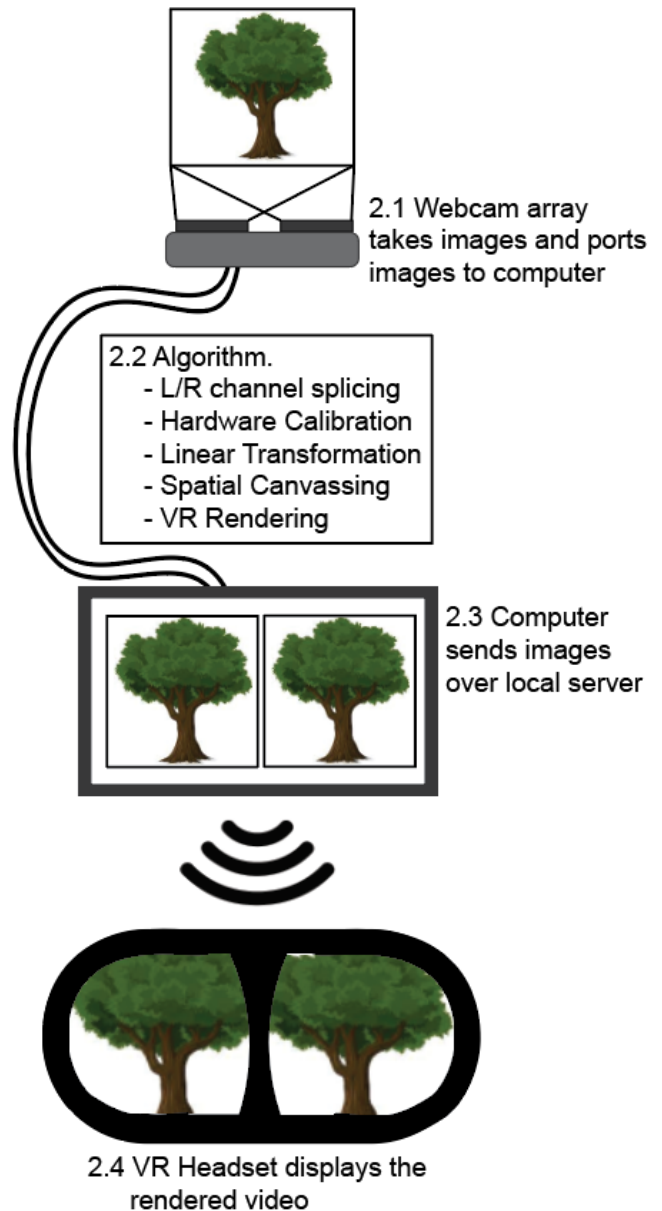 2.1 Webcam array
takes images and ports
images to computer
2.2 Algorithm.
- L/R channel splicing
- Hardware Calibration
- Linear Transformation
- Spatial Canvassing
- VR Rendering
2.3 Computer
sends images
over local server
2.4 VR Headset displays the
rendered video